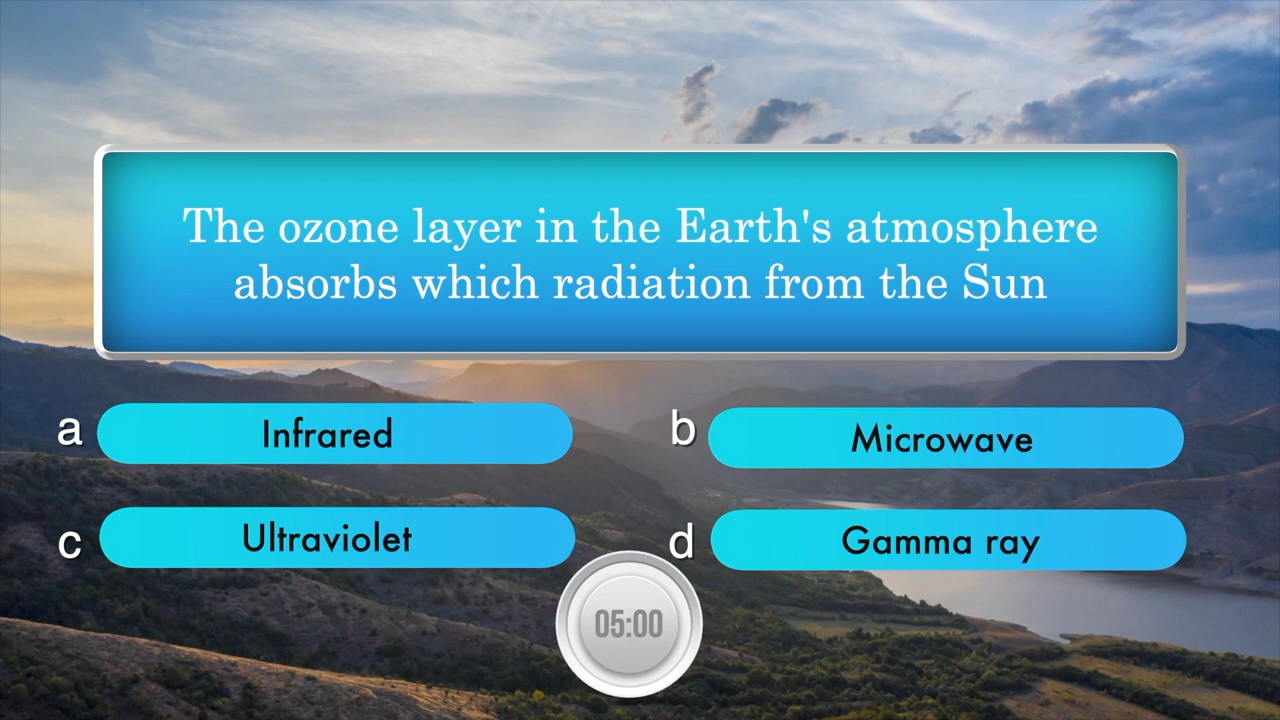 The ozone layer in the Earth's atmosphere
absorbs which radiation from the Sun
a Infrared
b Microwave
c Ultraviolet
d Gamma ray
05:00